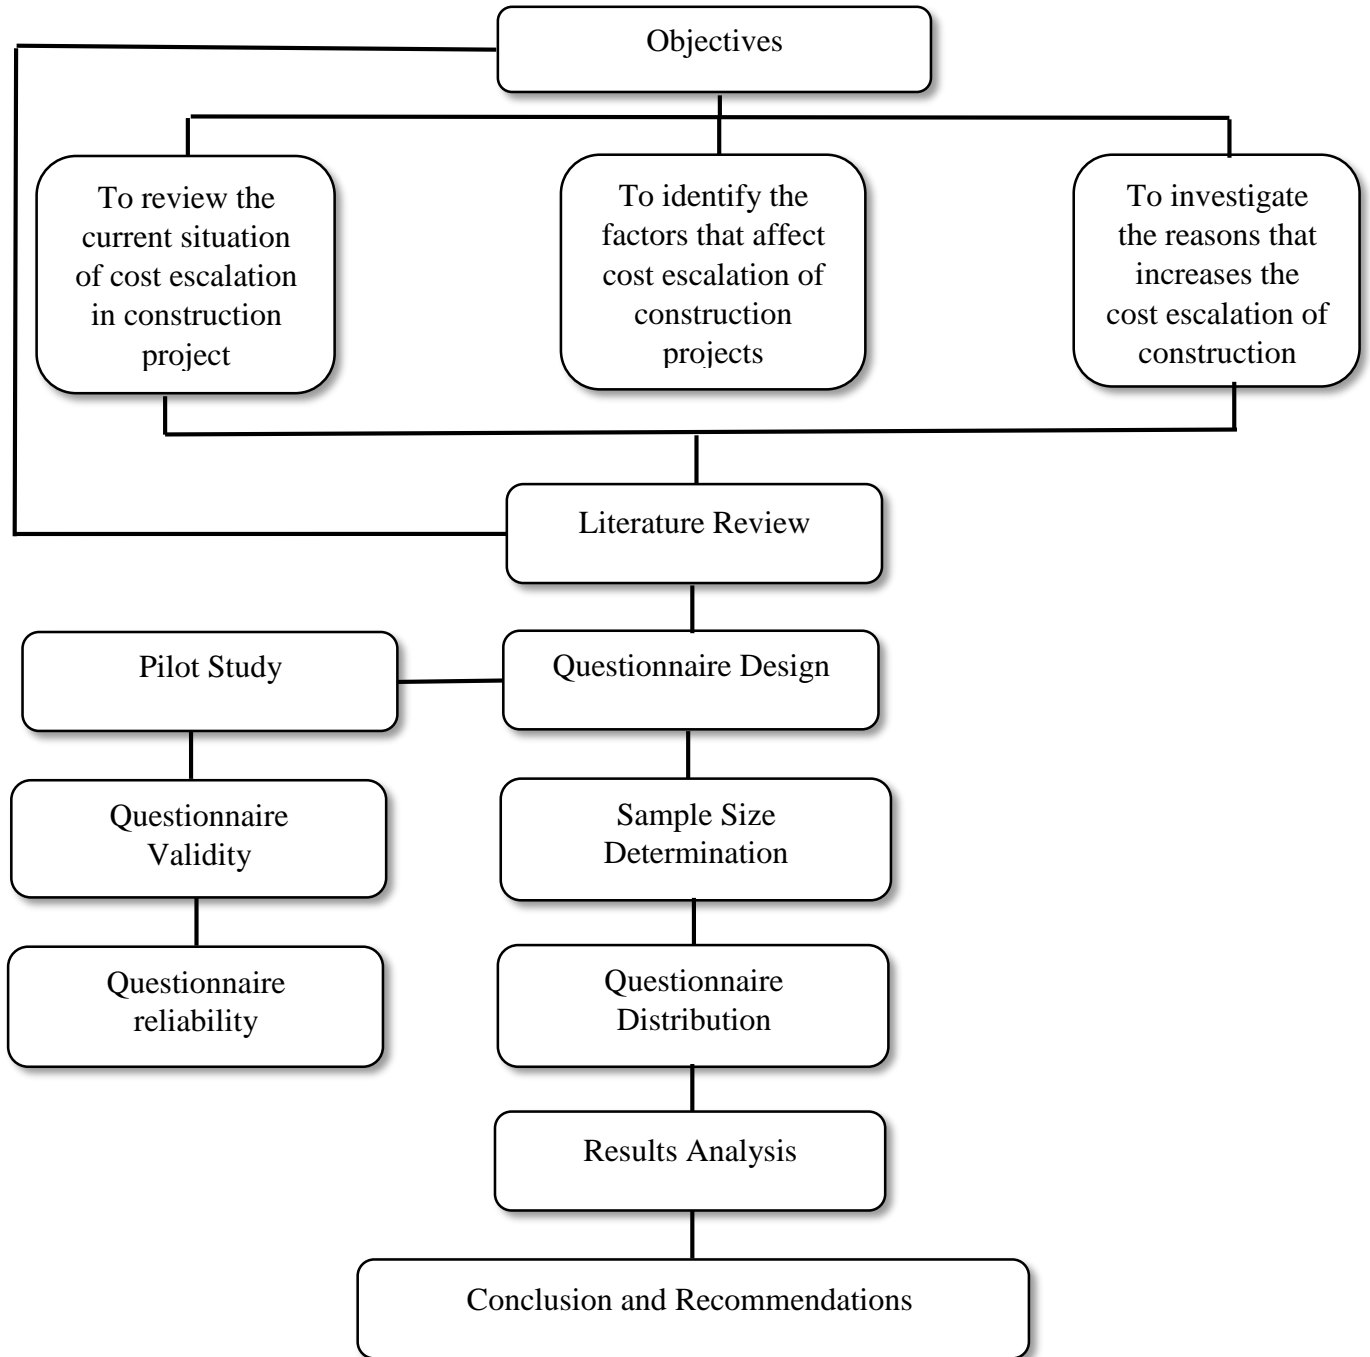 Objectives
To review the
current situation
of cost escalation
in construction
project
To identify the
factors that affect
cost escalation of
construction
projects
To investigate
the reasons that
increases the
cost escalation of
construction
Literature Review
Pilot Study
Questionnaire Design
Questionnaire
Validity
Sample Size
Determination
Questionnaire
reliability
Questionnaire
Distribution
Results Analysis
Conclusion and Recommendations